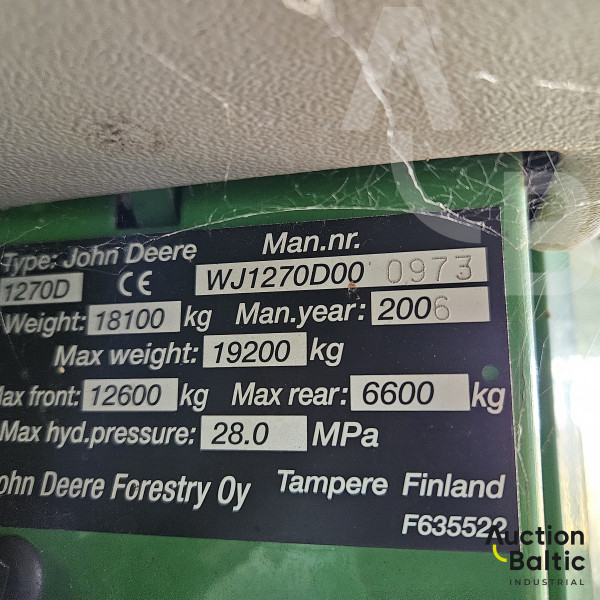 Type: John Deere Man.nr.
1270D CE WJ1270D00 0973
Weight: 18100 kg Man.year: 2006
Max weight: 19200 kg
Max front: 12600 kg Max rear: 6600 kg
Max hyd.pressure: 28.0 MPa
John Deere Forestry Oy Tampere Finland
F635522
Auction
Baltic
INDUSTRIAL